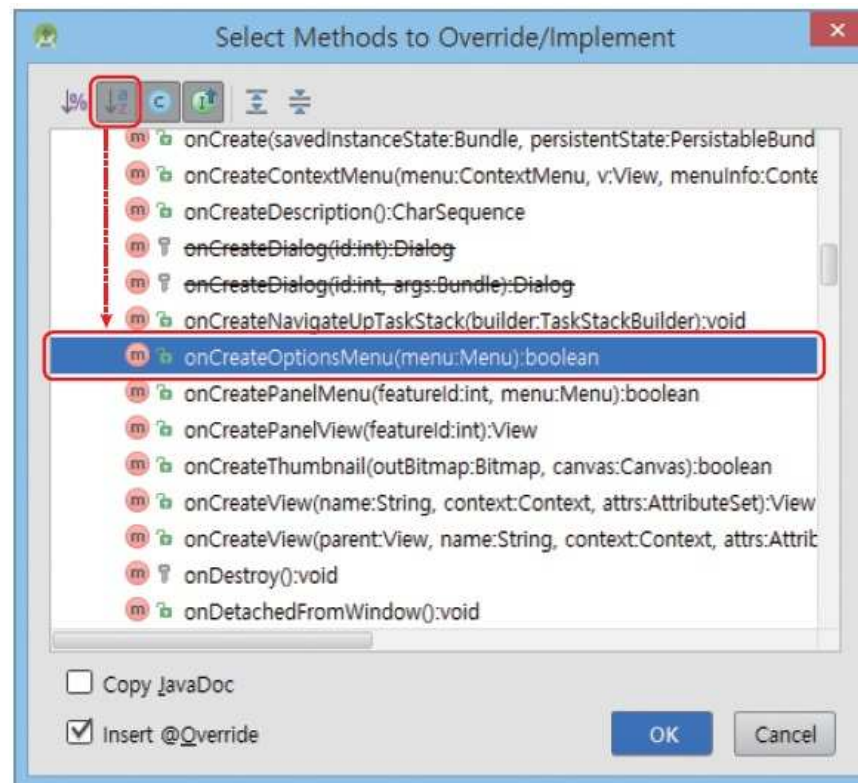 Select Methods to Override/Implement
onCreate(savedInstanceState:Bundle, persistentState:PersistableBund
onCreateContextMenu(menu:ContextMenu, v:View, menuInfo:Conte
onCreateDescription():CharSequence
onCreateDialog(id:int):Dialog
onCreateDialog(id:int, args:Bundle):Dialog
onCreateNavigateUpTaskStack(builder:TaskStackBuilder):void
onCreateOptionsMenu(menu:Menu):boolean
onCreatePanelMenu(featureId:int, menu:Menu):boolean
onCreatePanelView(featureId:int):View
onCreateThumbnail(outBitmap:Bitmap, canvas:Canvas):boolean
onCreateView(name:String, context:Context, attrs:AttributeSet):View
onCreateView(parent:View, name:String, context:Context, attrs:Attrib
onDestroy():void
onDetachedFromWindow():void
Copy JavaDoc
Insert @Override
OK Cancel